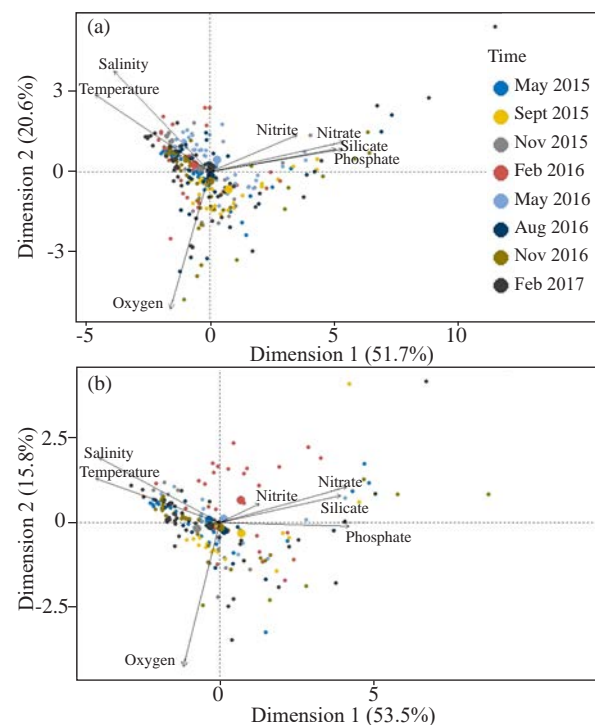 (a)
Salinity
Temperature
Nitrite
Nitrate
Silicate
Phosphate
Oxygen
3
0
-3
-5
0
5
10
Dimension 2 (20.6%)
Dimension 1 (51.7%)
Time
May 2015
Sept 2015
Nov 2015
Feb 2016
May 2016
Aug 2016
Nov 2016
Feb 2017
(b)
Salinity
Temperature
Nitrite
Nitrate
Silicate
Phosphate
Oxygen
2.5
0
-2.5
0
5
Dimension 2 (15.8%)
Dimension 1 (53.5%)